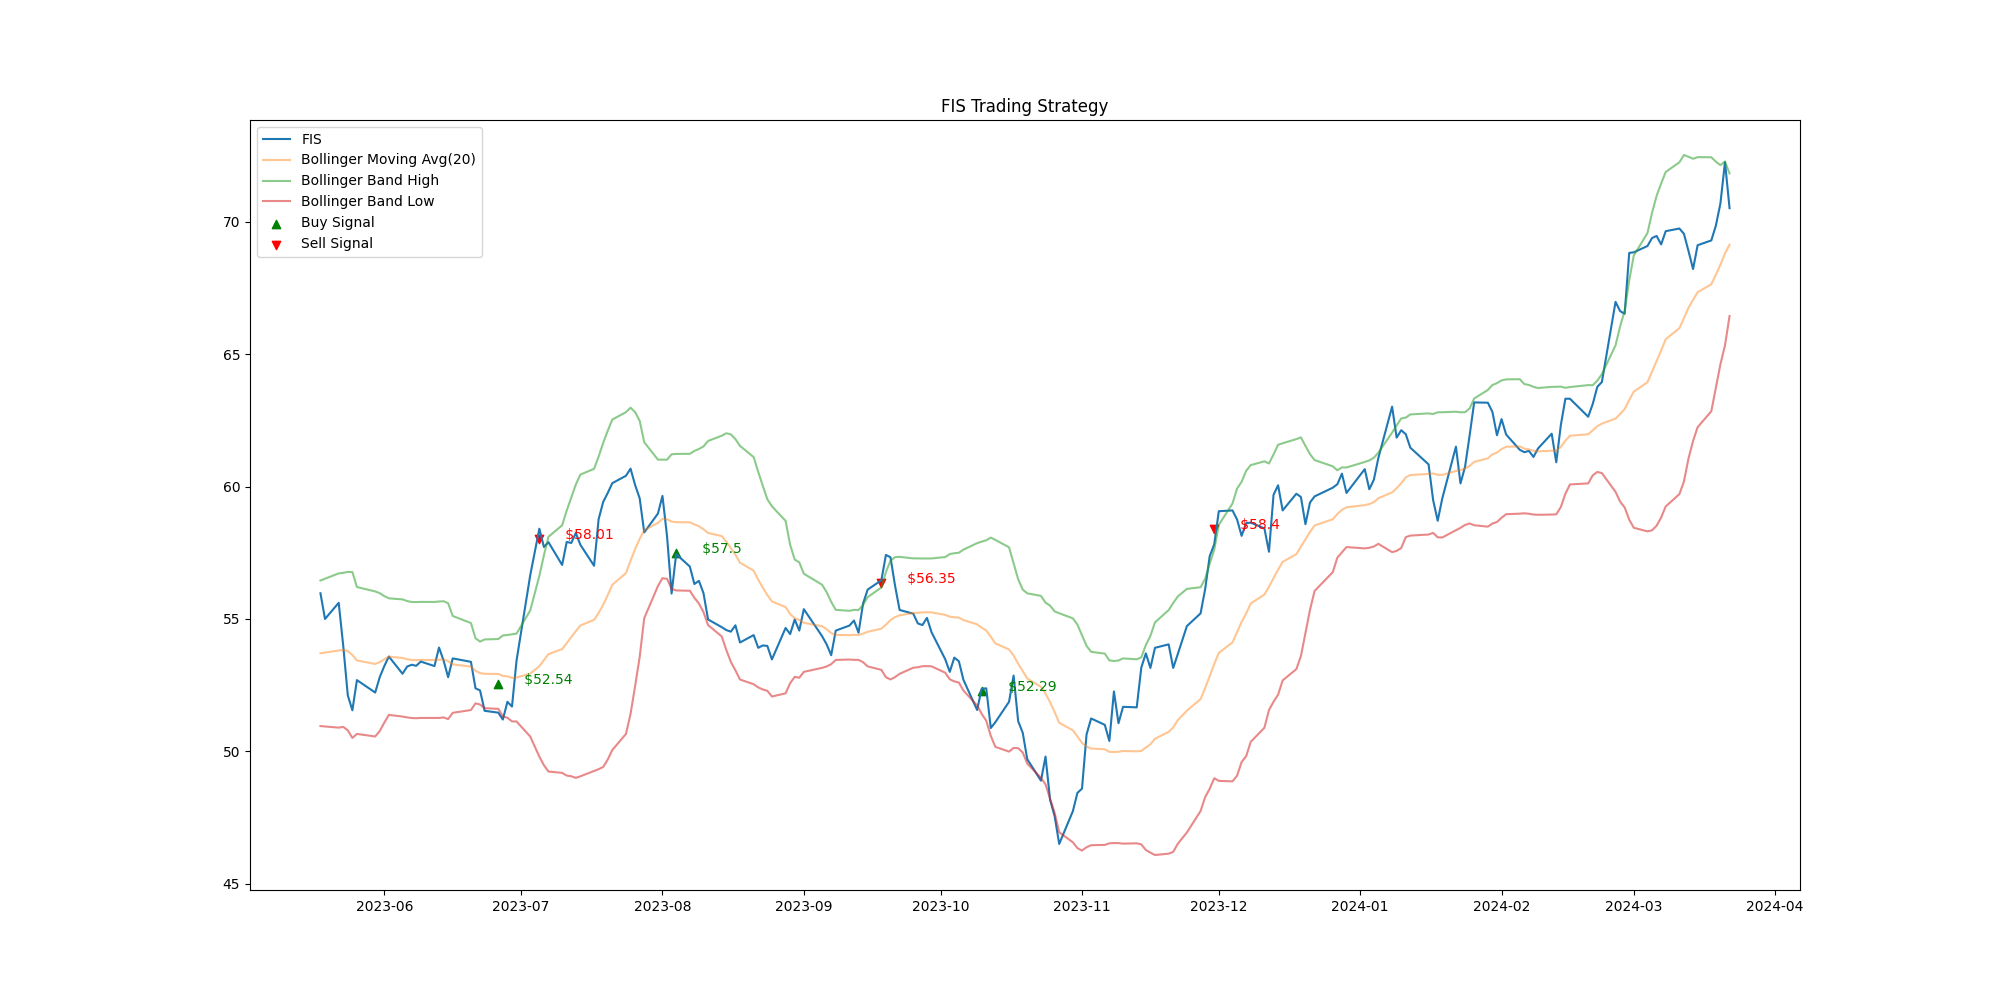 FIS Trading Strategy
FIS
Bollinger Moving Avg(20)
Bollinger Band High
Bollinger Band Low
Buy Signal
Sell Signal
70
65
60
55
50
45
$58.01
$57.5
$56.35
$52.54
$52.29
$58.4
2023-06 2023-07 2023-08 2023-09 2023-10 2023-11 2023-12 2024-01 2024-02 2024-03 2024-04